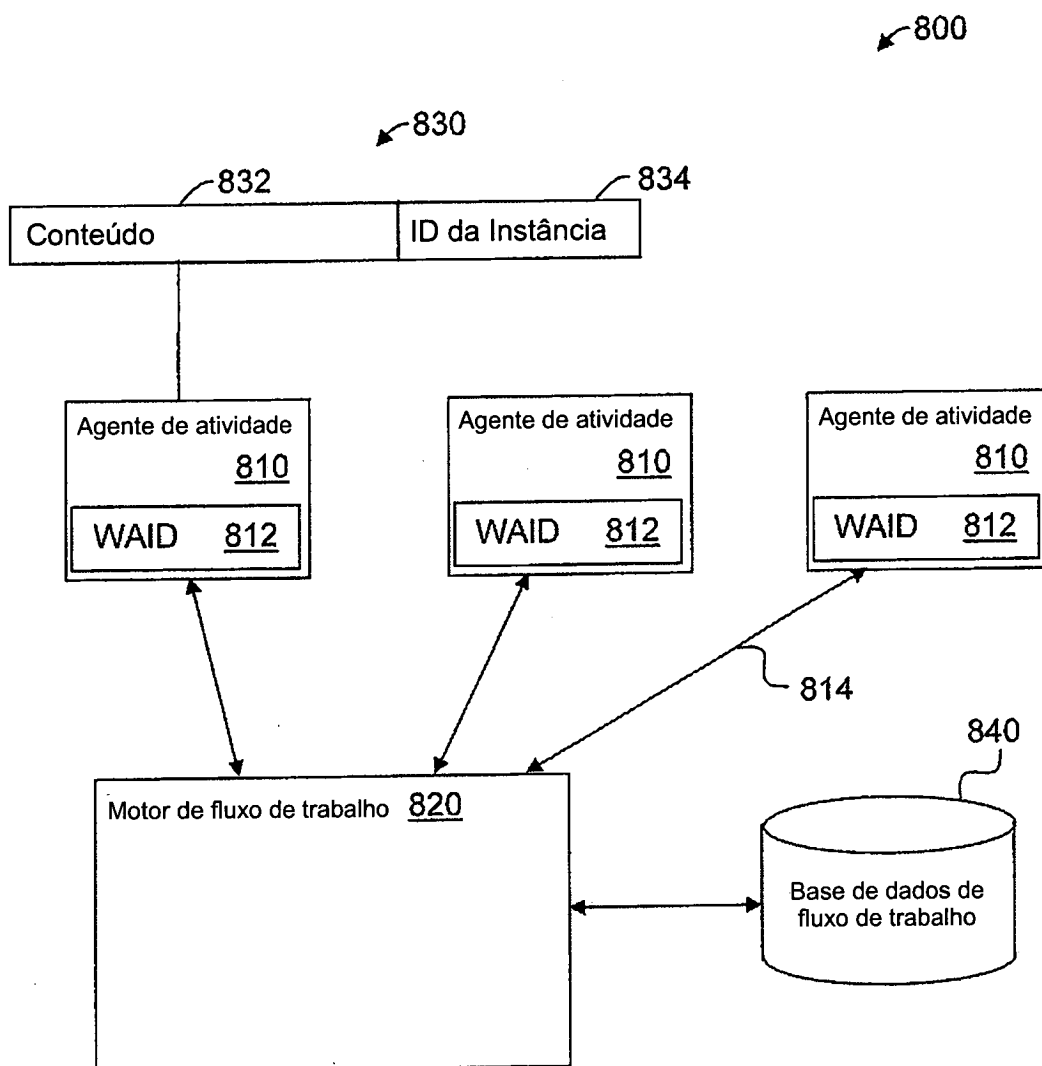 800
830
832
834
Conteúdo
ID da Instância
Agente de atividade
810
WAID 812
Agente de atividade
810
WAID 812
Agente de atividade
810
WAID 812
814
840
Motor de fluxo de trabalho 820
Base de dados de
fluxo de trabalho